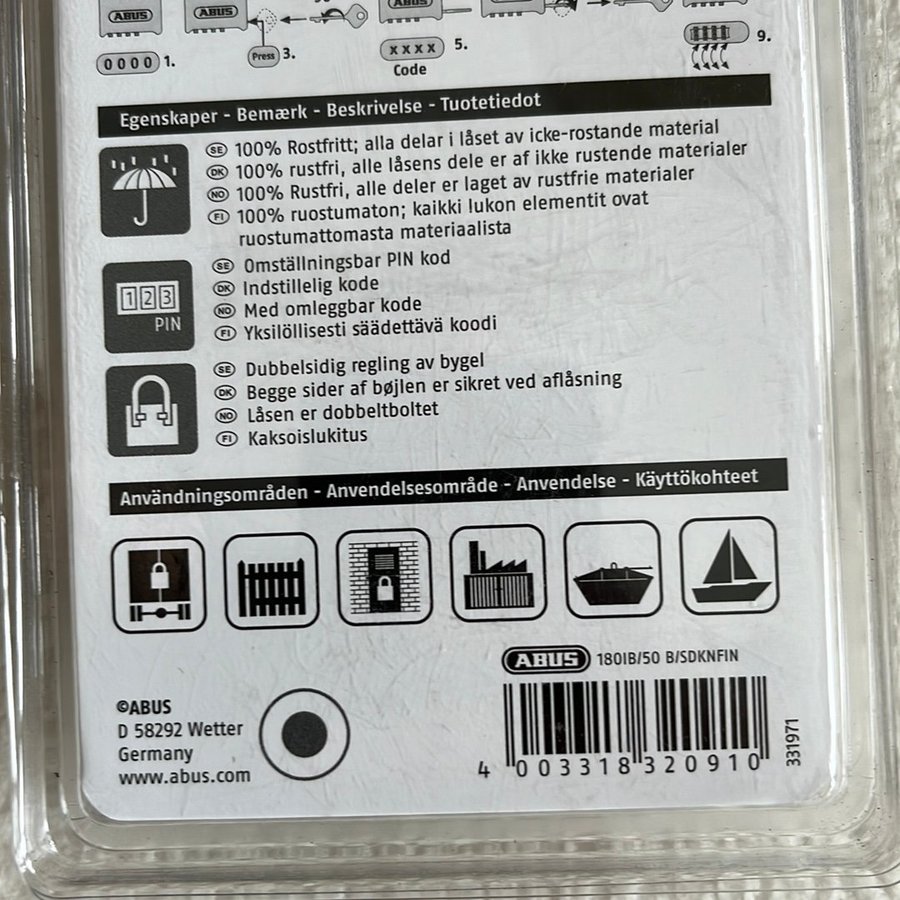 ABUS
ABUS
ABUS
0 0 0 0 1.
Press 3.
x x x x 5.
Code
9.
Egenskaper - Bemærk - Beskrivelse - Tuotetiedot
SE 100% Rostfritt; alla delar i låset av icke-rostande material
DK 100% rustfri, alle låsens dele er af ikke rustende materialer
NO 100% Rustfri, alle deler er laget av rustfrie materialer
FI 100% ruostumaton; kaikki lukon elementit ovat
ruostumattomasta materiaalista
123
PIN
SE Omställningsbar PIN kod
DK Indstillelig kode
NO Med omleggbar kode
FI Yksilöllisesti säädettävä koodi
SE Dubbelsidig regling av bygel
DK Begge sider af bøjlen er sikret ved aflåsning
NO Låsen er dobbeltboltet
FI Kaksoislukitus
Användningsområden - Anvendelsesområde - Anvendelse - Käyttökohteet
ABUS 180IB/50 B/SDKNFIN
©ABUS
D 58292 Wetter
Germany
www.abus.com
4 003318 320910
331971